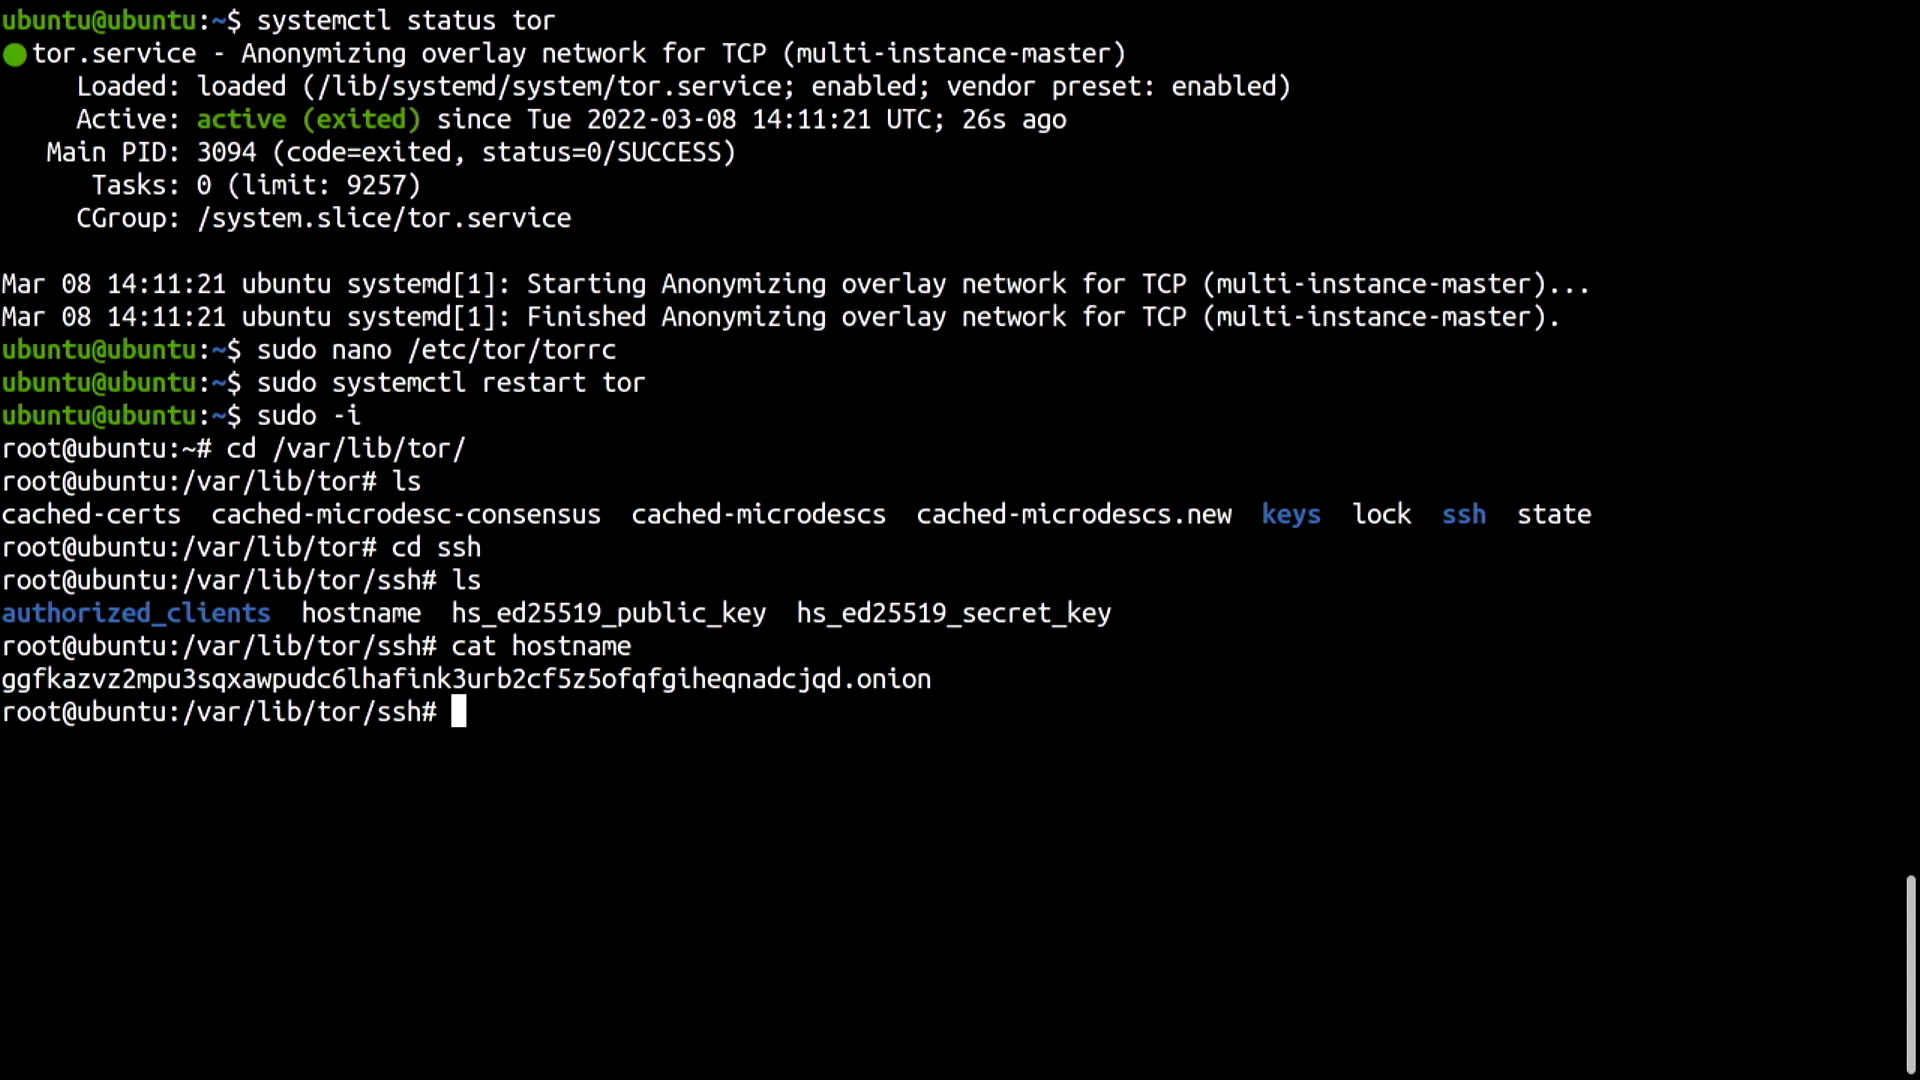 ubuntu@ubuntu:~$ systemctl status tor
tor.service - Anonymizing overlay network for TCP (multi-instance-master)
Loaded: loaded (/lib/systemd/system/tor.service; enabled; vendor preset: enabled)
Active: active (exited) since Tue 2022-03-08 14:11:21 UTC; 26s ago
Main PID: 3094 (code=exited, status=0/SUCCESS)
Tasks: 0 (limit: 9257)
CGroup: /system.slice/tor.service
Mar 08 14:11:21 ubuntu systemd[1]: Starting Anonymizing overlay network for TCP (multi-instance-master)...
Mar 08 14:11:21 ubuntu systemd[1]: Finished Anonymizing overlay network for TCP (multi-instance-master).
ubuntu@ubuntu:~$ sudo nano /etc/tor/torrc
ubuntu@ubuntu:~$ sudo systemctl restart tor
ubuntu@ubuntu:~$ sudo -i
root@ubuntu:~# cd /var/lib/tor/
root@ubuntu:/var/lib/tor# ls
cached-certs cached-microdesc-consensus cached-microdescs cached-microdescs.new keys lock ssh state
root@ubuntu:/var/lib/tor# cd ssh
root@ubuntu:/var/lib/tor/ssh# ls
authorized_clients hostname hs_ed25519_public_key hs_ed25519_secret_key
root@ubuntu:/var/lib/tor/ssh# cat hostname
ggfkazvz2mpu3sqxawpudc6lhafink3urb2cf5z5ofqfgiheqnadcjqd.onion
root@ubuntu:/var/lib/tor/ssh#